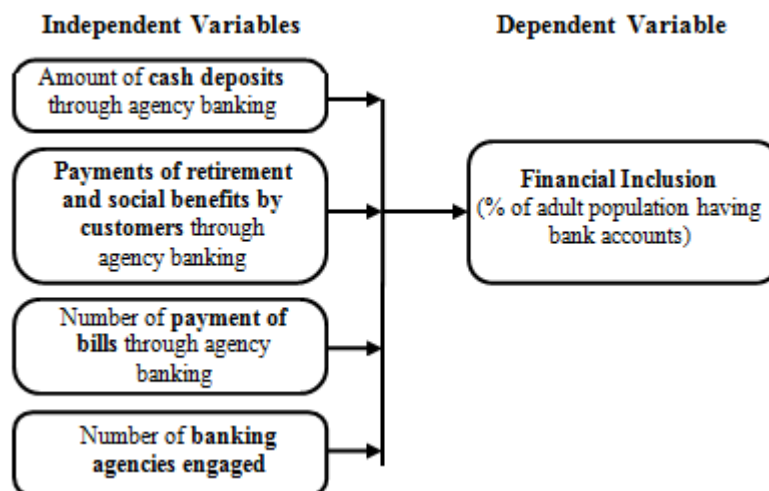 Independent Variables
Dependent Variable
Amount of cash deposits
through agency banking
Payments of retirement
and social benefits by
customers through
agency banking
Number of payment of
bills through agency
banking
Number of banking
agencies engaged
Financial Inclusion
(% of adult population having
bank accounts)